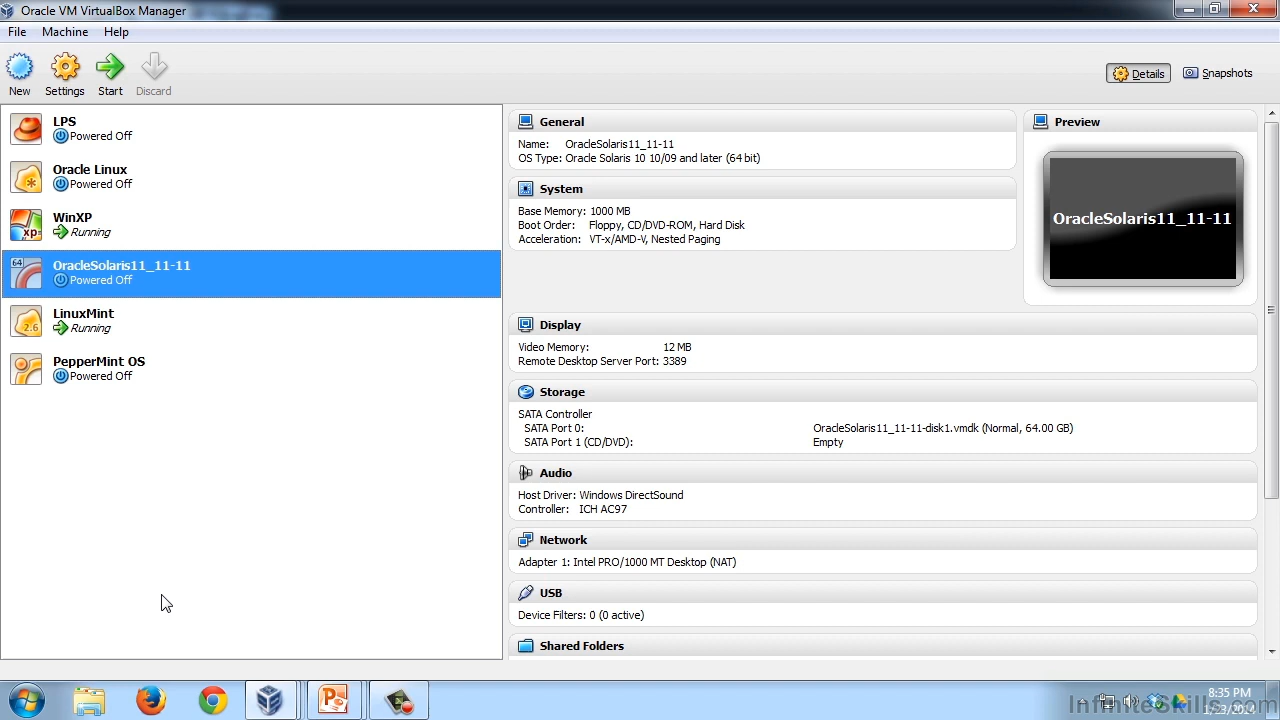 Oracle VM VirtualBox Manager
File Machine Help
New Settings Start Discard
Details Snapshots
LPS
Powered Off
Oracle Linux
Powered Off
WinXP
XP
Running
64
OracleSolaris11_11-11
Powered Off
LinuxMint
2.6
Running
PepperMint OS
Powered Off
General
Name: OracleSolaris11_11-11
OS Type: Oracle Solaris 10 10/09 and later (64 bit)
System
Base Memory: 1000 MB
Boot Order: Floppy, CD/DVD-ROM, Hard Disk
Acceleration: VT-x/AMD-V, Nested Paging
Preview
OracleSolaris11_11-11
Display
Video Memory: 12 MB
Remote Desktop Server Port: 3389
Storage
SATA Controller
SATA Port 0: OracleSolaris11_11-11-disk1.vmdk (Normal, 64.00 GB)
SATA Port 1 (CD/DVD): Empty
Audio
Host Driver: Windows DirectSound
Controller: ICH AC97
Network
Adapter 1: Intel PRO/1000 MT Desktop (NAT)
USB
Device Filters: 0 (0 active)
Shared Folders
8:35 PM
InfiniteSkills.com